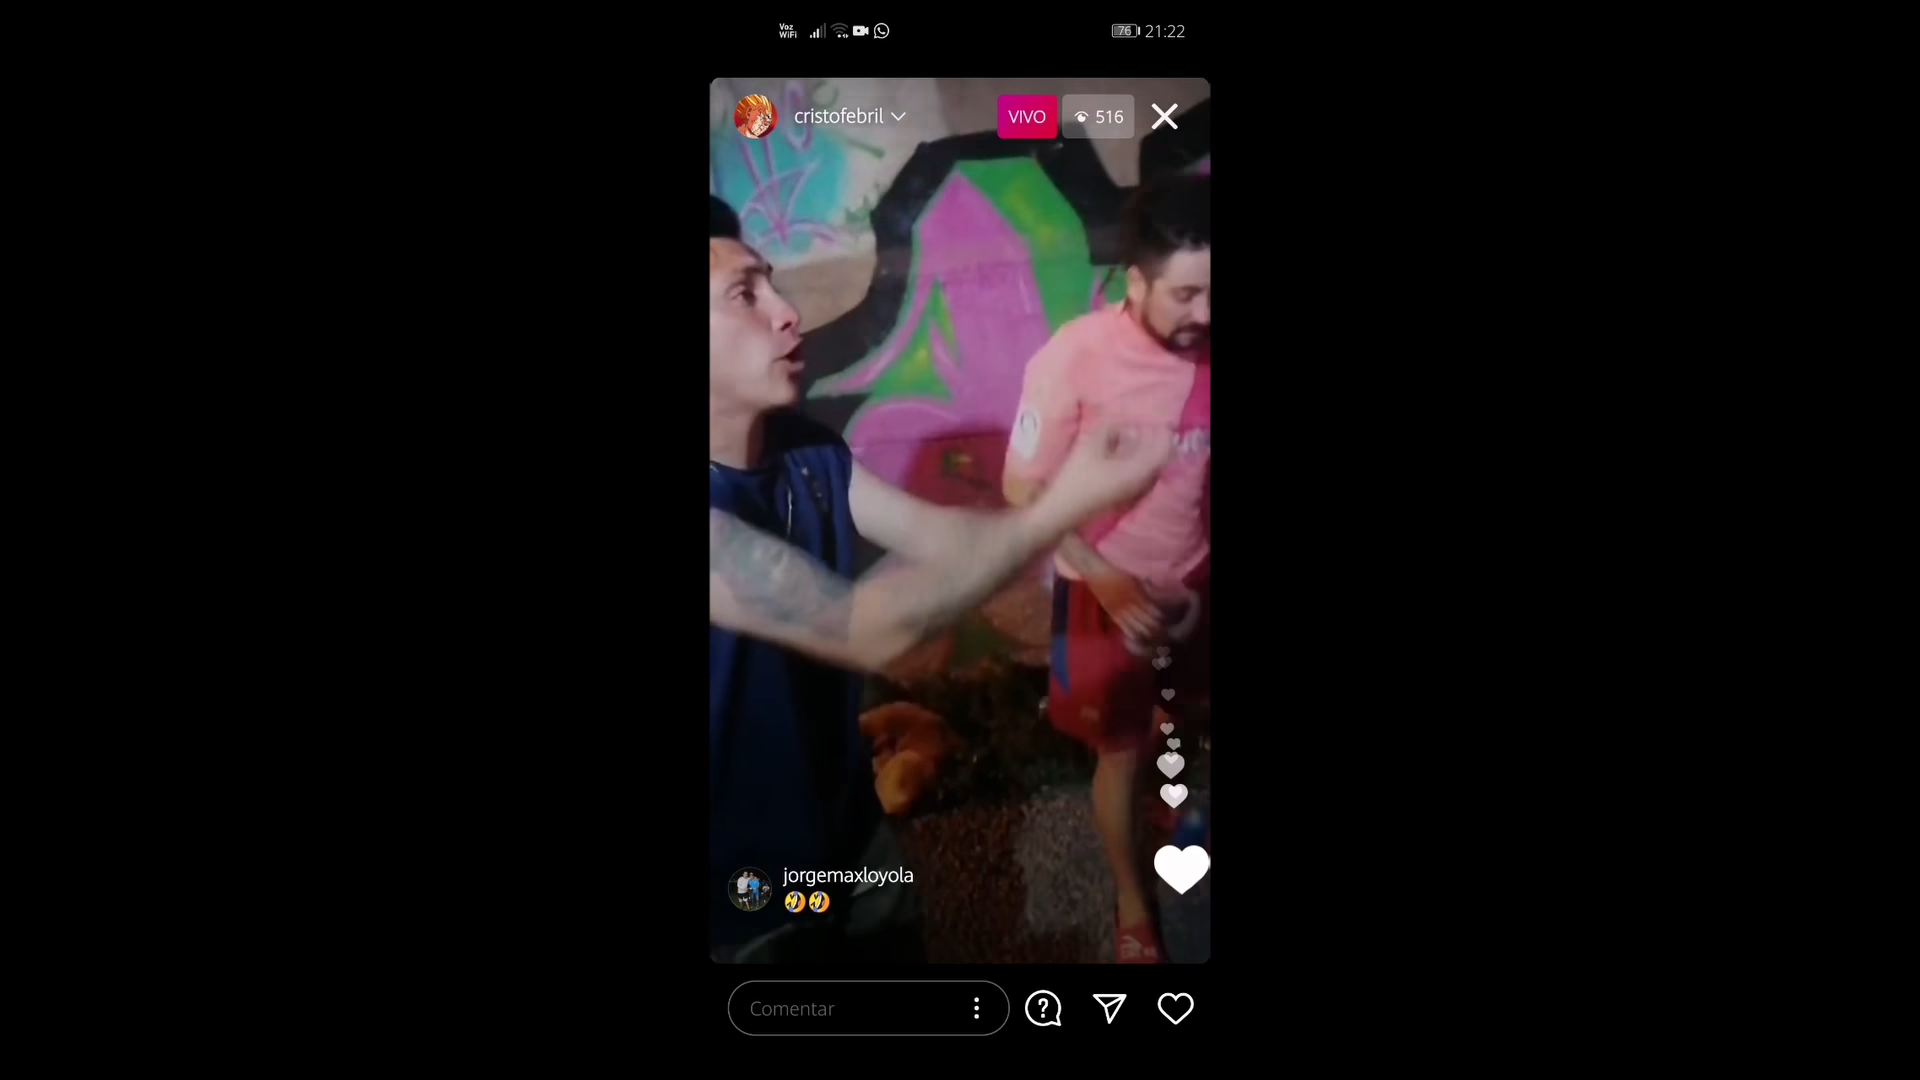 Voz
WiFi
76
21:22
cristofebril
VIVO
516
jorgemaxloyola
🤣🤣
Comentar